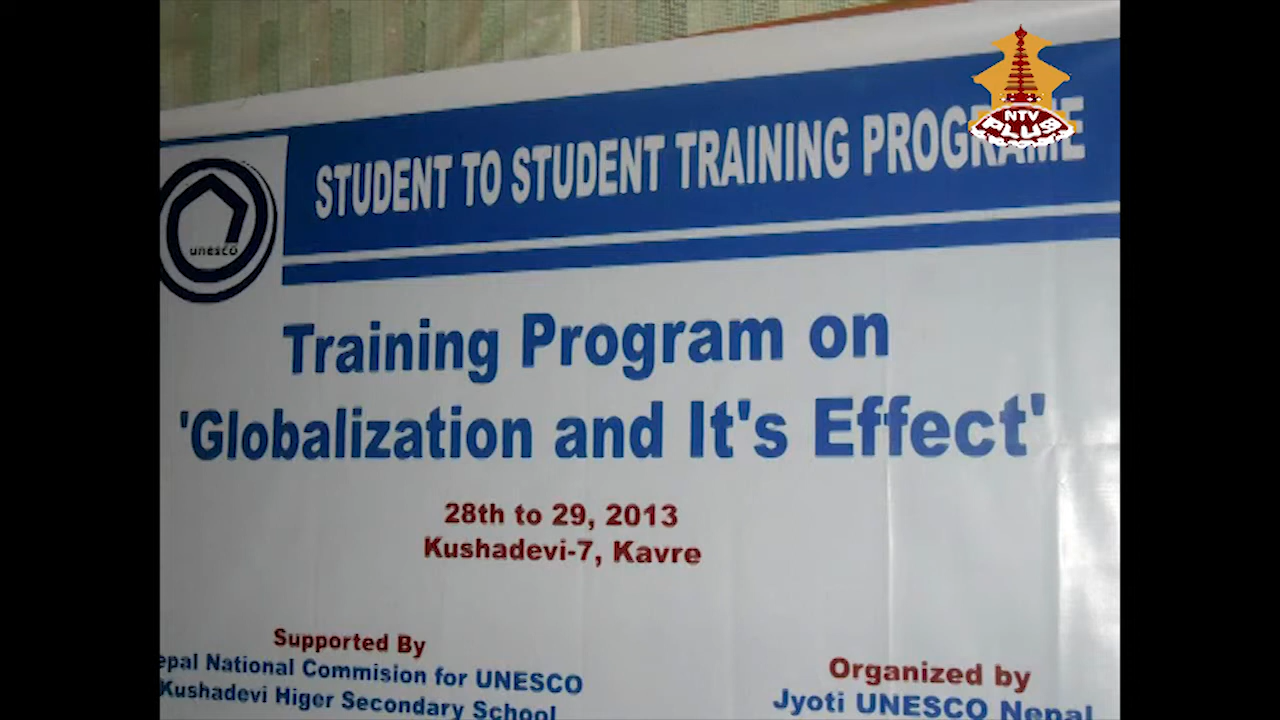 NTV
PLUS
STUDENT TO STUDENT TRAINING PROGRAME
unesco
Training Program on
'Globalization and It's Effect'
28th to 29, 2013
Kushadevi-7, Kavre
Supported By
epal National Commision for UNESCO
Kushadevi Higer Secondary School
Organized by
Jyoti UNESCO Nepal